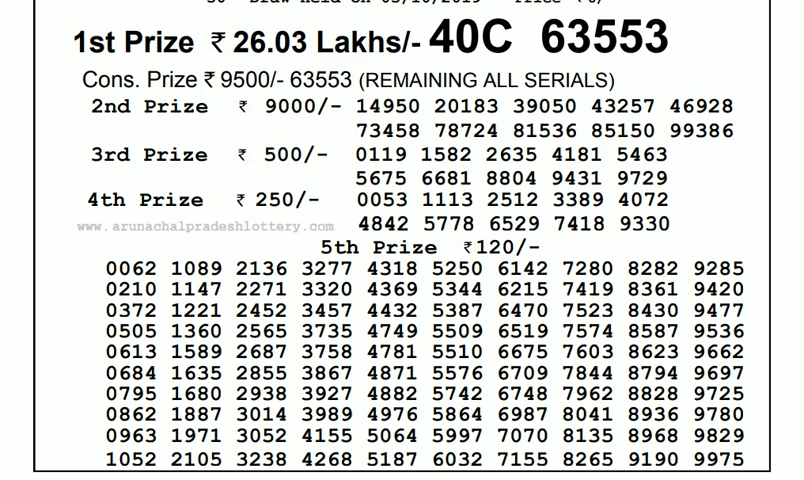 1st Prize ₹ 26.03 Lakhs/- 40C 63553
Cons. Prize ₹ 9500/- 63553 (REMAINING ALL SERIALS)
2nd Prize ₹ 9000/- 14950 20183 39050 43257 46928
73458 78724 81536 85150 99386
3rd Prize ₹ 500/- 0119 1582 2635 4181 5463
5675 6681 8804 9431 9729
4th Prize ₹ 250/- 0053 1113 2512 3389 4072
www.arunachalpradeshlottery.com 4842 5778 6529 7418 9330
5th Prize ₹120/-
0062 1089 2136 3277 4318 5250 6142 7280 8282 9285
0210 1147 2271 3320 4369 5344 6215 7419 8361 9420
0372 1221 2452 3457 4432 5387 6470 7523 8430 9477
0505 1360 2565 3735 4749 5509 6519 7574 8587 9536
0613 1589 2687 3758 4781 5510 6675 7603 8623 9662
0684 1635 2855 3867 4871 5576 6709 7844 8794 9697
0795 1680 2938 3927 4882 5742 6748 7962 8828 9725
0862 1887 3014 3989 4976 5864 6987 8041 8936 9780
0963 1971 3052 4155 5064 5997 7070 8135 8968 9829
1052 2105 3238 4268 5187 6032 7155 8265 9190 9975